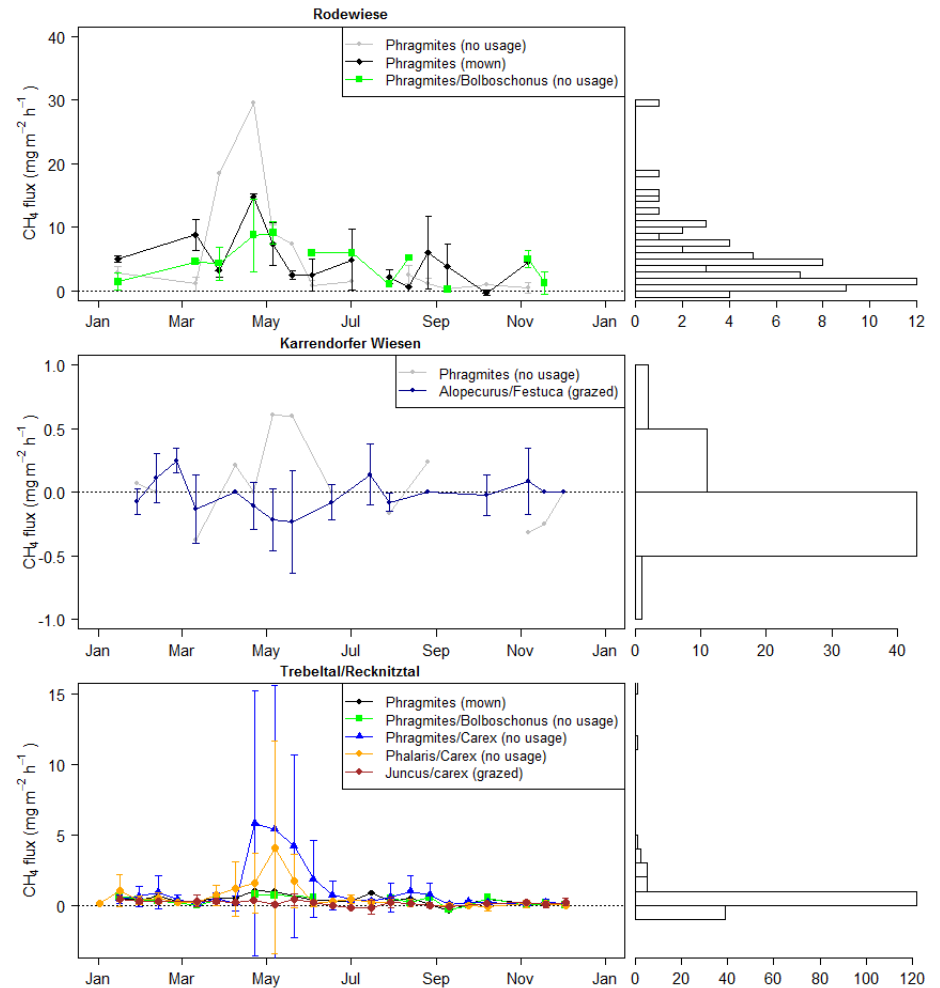 Rodewiese
CH4 flux (mg m−2 h−1 )
40
30
20
10
0
Phragmites (no usage)
Phragmites (mown)
Phragmites/Bolboschonus (no usage)
Jan Mar May Jul Sep Nov Jan
0 2 4 6 8 10 12
Karrendorfer Wiesen
CH4 flux (mg m−2 h−1 )
1.0
0.5
0.0
-0.5
-1.0
Phragmites (no usage)
Alopecurus/Festuca (grazed)
Jan Mar May Jul Sep Nov Jan
0 10 20 30 40
Trebeltal/Recknitztal
CH4 flux (mg m−2 h−1 )
15
10
5
0
Phragmites (mown)
Phragmites/Bolboschonus (no usage)
Phragmites/Carex (no usage)
Phalaris/Carex (no usage)
Juncus/carex (grazed)
Jan Mar May Jul Sep Nov Jan
0 20 40 60 80 100 120